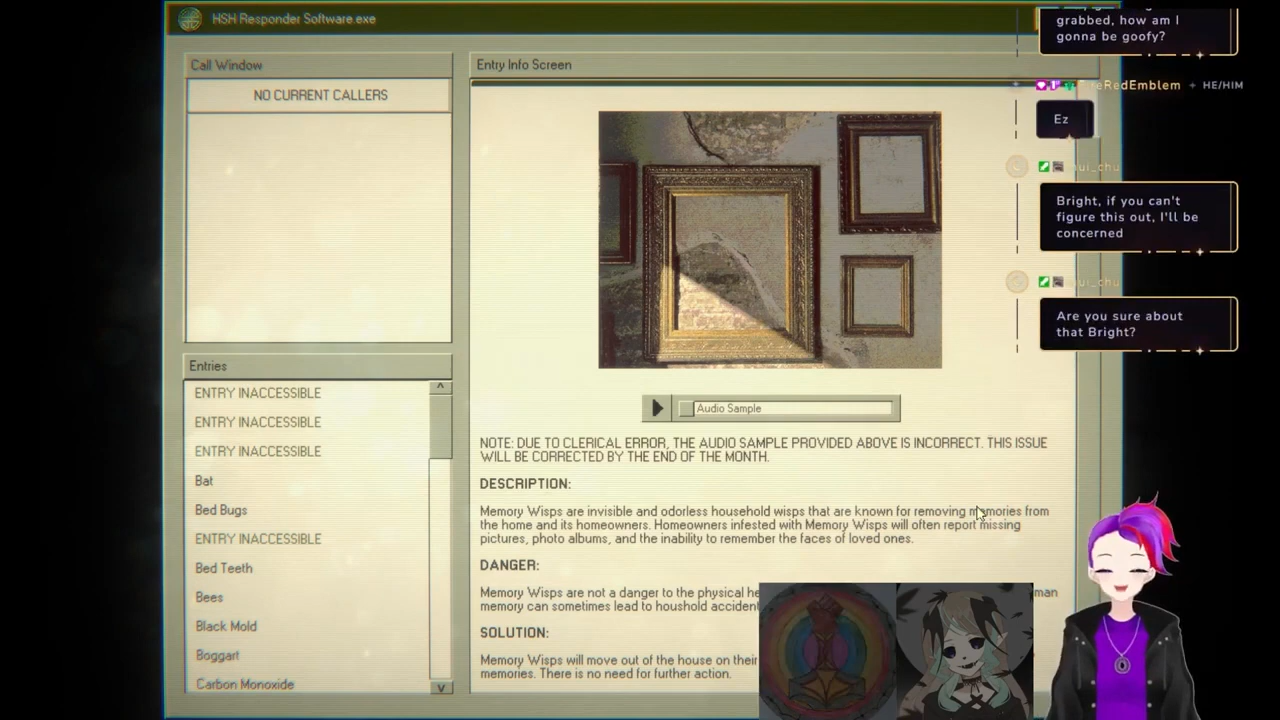 HSH Responder Software.exe
Call Window
NO CURRENT CALLERS
Entries
ENTRY INACCESSIBLE
ENTRY INACCESSIBLE
ENTRY INACCESSIBLE
Bat
Bed Bugs
ENTRY INACCESSIBLE
Bed Teeth
Bees
Black Mold
Boggart
Carbon Monoxide
Entry Info Screen
Audio Sample
NOTE: DUE TO CLERICAL ERROR, THE AUDIO SAMPLE PROVIDED ABOVE IS INCORRECT. THIS ISSUE
WILL BE CORRECTED BY THE END OF THE MONTH.
DESCRIPTION:
Memory Wisps are invisible and odorless household wisps that are known for removing memories from
the home and its homeowners. Homeowners infested with Memory Wisps will often report missing
pictures, photo albums, and the inability to remember the faces of loved ones.
DANGER:
Memory Wisps are not a danger to the physical
memory can sometimes lead to houshold
SOLUTION:
Memory Wisps will move out of the house on their
memories. There is no need for further action.
grabbed, how am I
gonna be goofy?
HE/HIM
Ez
Bright, if you can't
figure this out, I'll be
concerned
Are you sure about
that Bright?